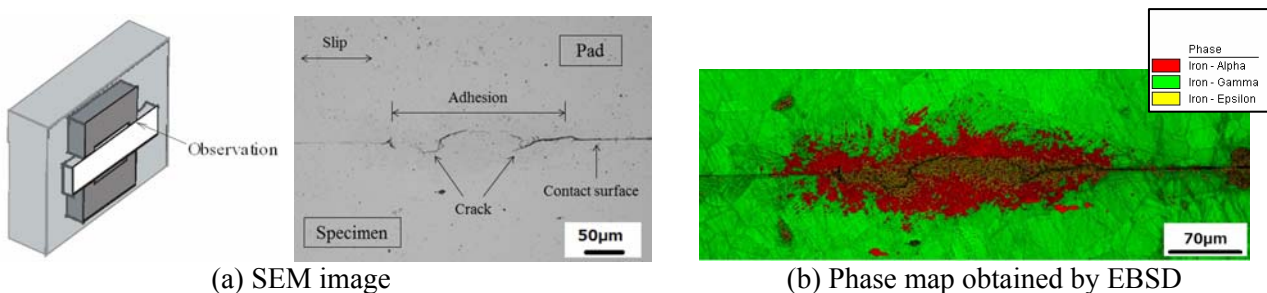 Observation
Slip
Pad
Adhesion
Contact surface
Crack
Specimen
50µm
Phase
Iron - Alpha
Iron - Gamma
Iron - Epsilon
70µm
(a) SEM image
(b) Phase map obtained by EBSD